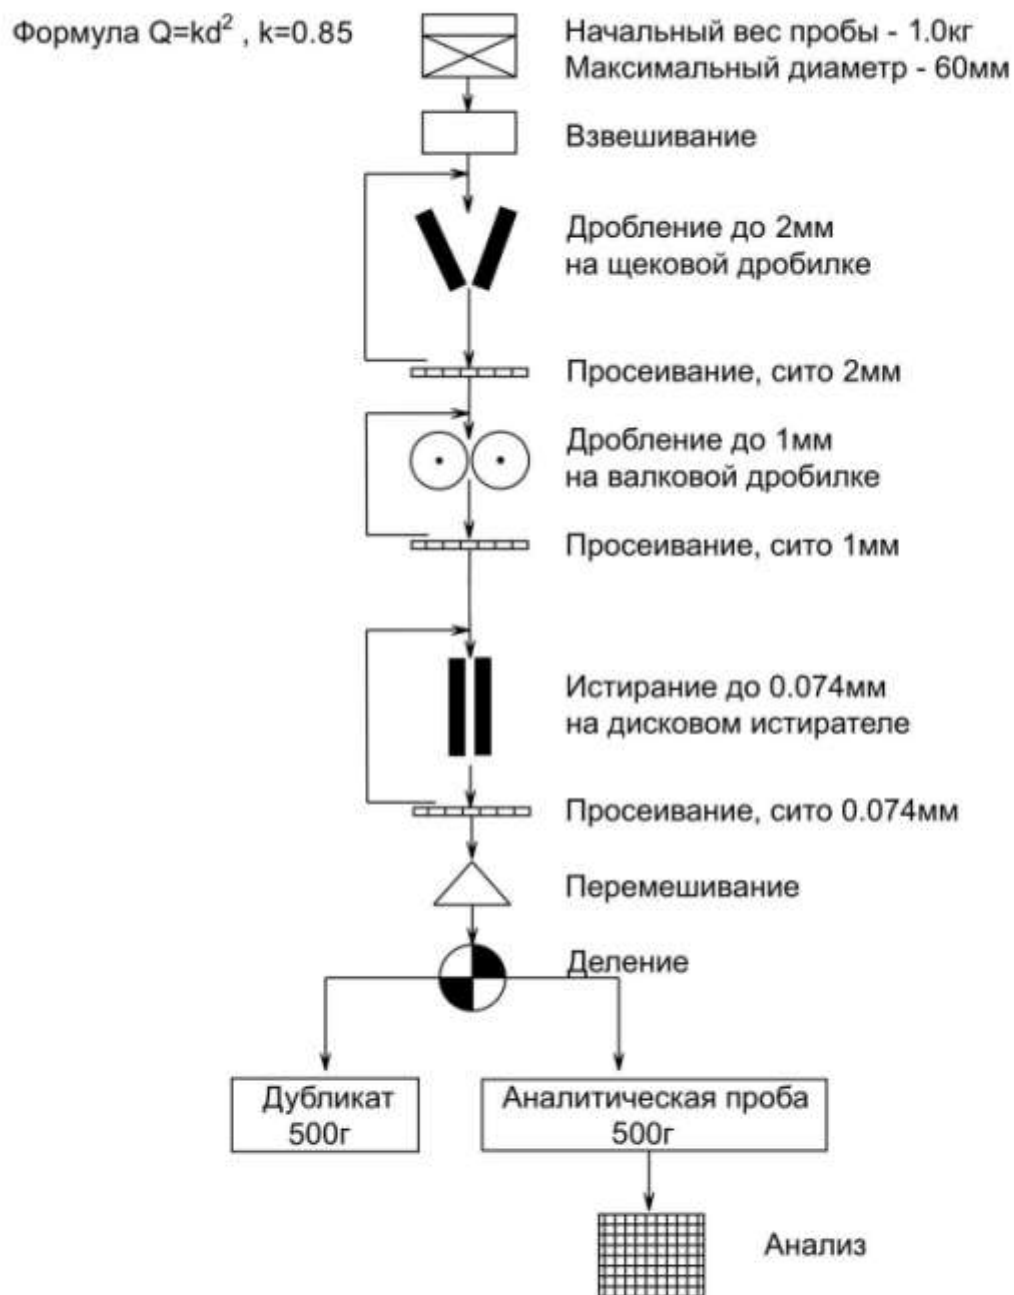 Формула Q=kd² , k=0.85
Начальный вес пробы - 1.0кг
Максимальный диаметр - 60мм
Взвешивание
Дробление до 2мм
на щековой дробилке
Просеивание, сито 2мм
Дробление до 1мм
на валковой дробилке
Просеивание, сито 1мм
Истирание до 0.074мм
на дисковом истирателе
Просеивание, сито 0.074мм
Перемешивание
Деление
Дубликат
500г
Аналитическая проба
500г
Анализ